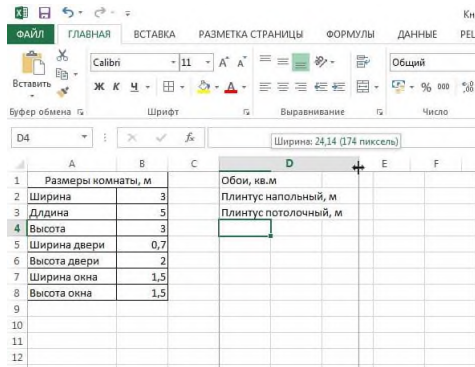 Кн
ФАЙЛ ГЛАВНАЯ ВСТАВКА РАЗМЕТКА СТРАНИЦЫ ФОРМУЛЫ ДАННЫЕ РЕЦ
Вставить
Calibri 11
Ж К Ч
Общий
% 000
Буфер обмена Шрифт Выравнивание Число
D4 fx
Ширина: 24,14 (174 пиксель)
A B C D E F
1 Размеры комнаты, м Обои, кв.м
2 Ширина 3 Плинтус напольный, м
3 Длдина 5 Плинтус потолочный, м
4 Высота 3
5 Ширина двери 0,7
6 Высота двери 2
7 Ширина окна 1,5
8 Высота окна 1,5
9
10
11
12